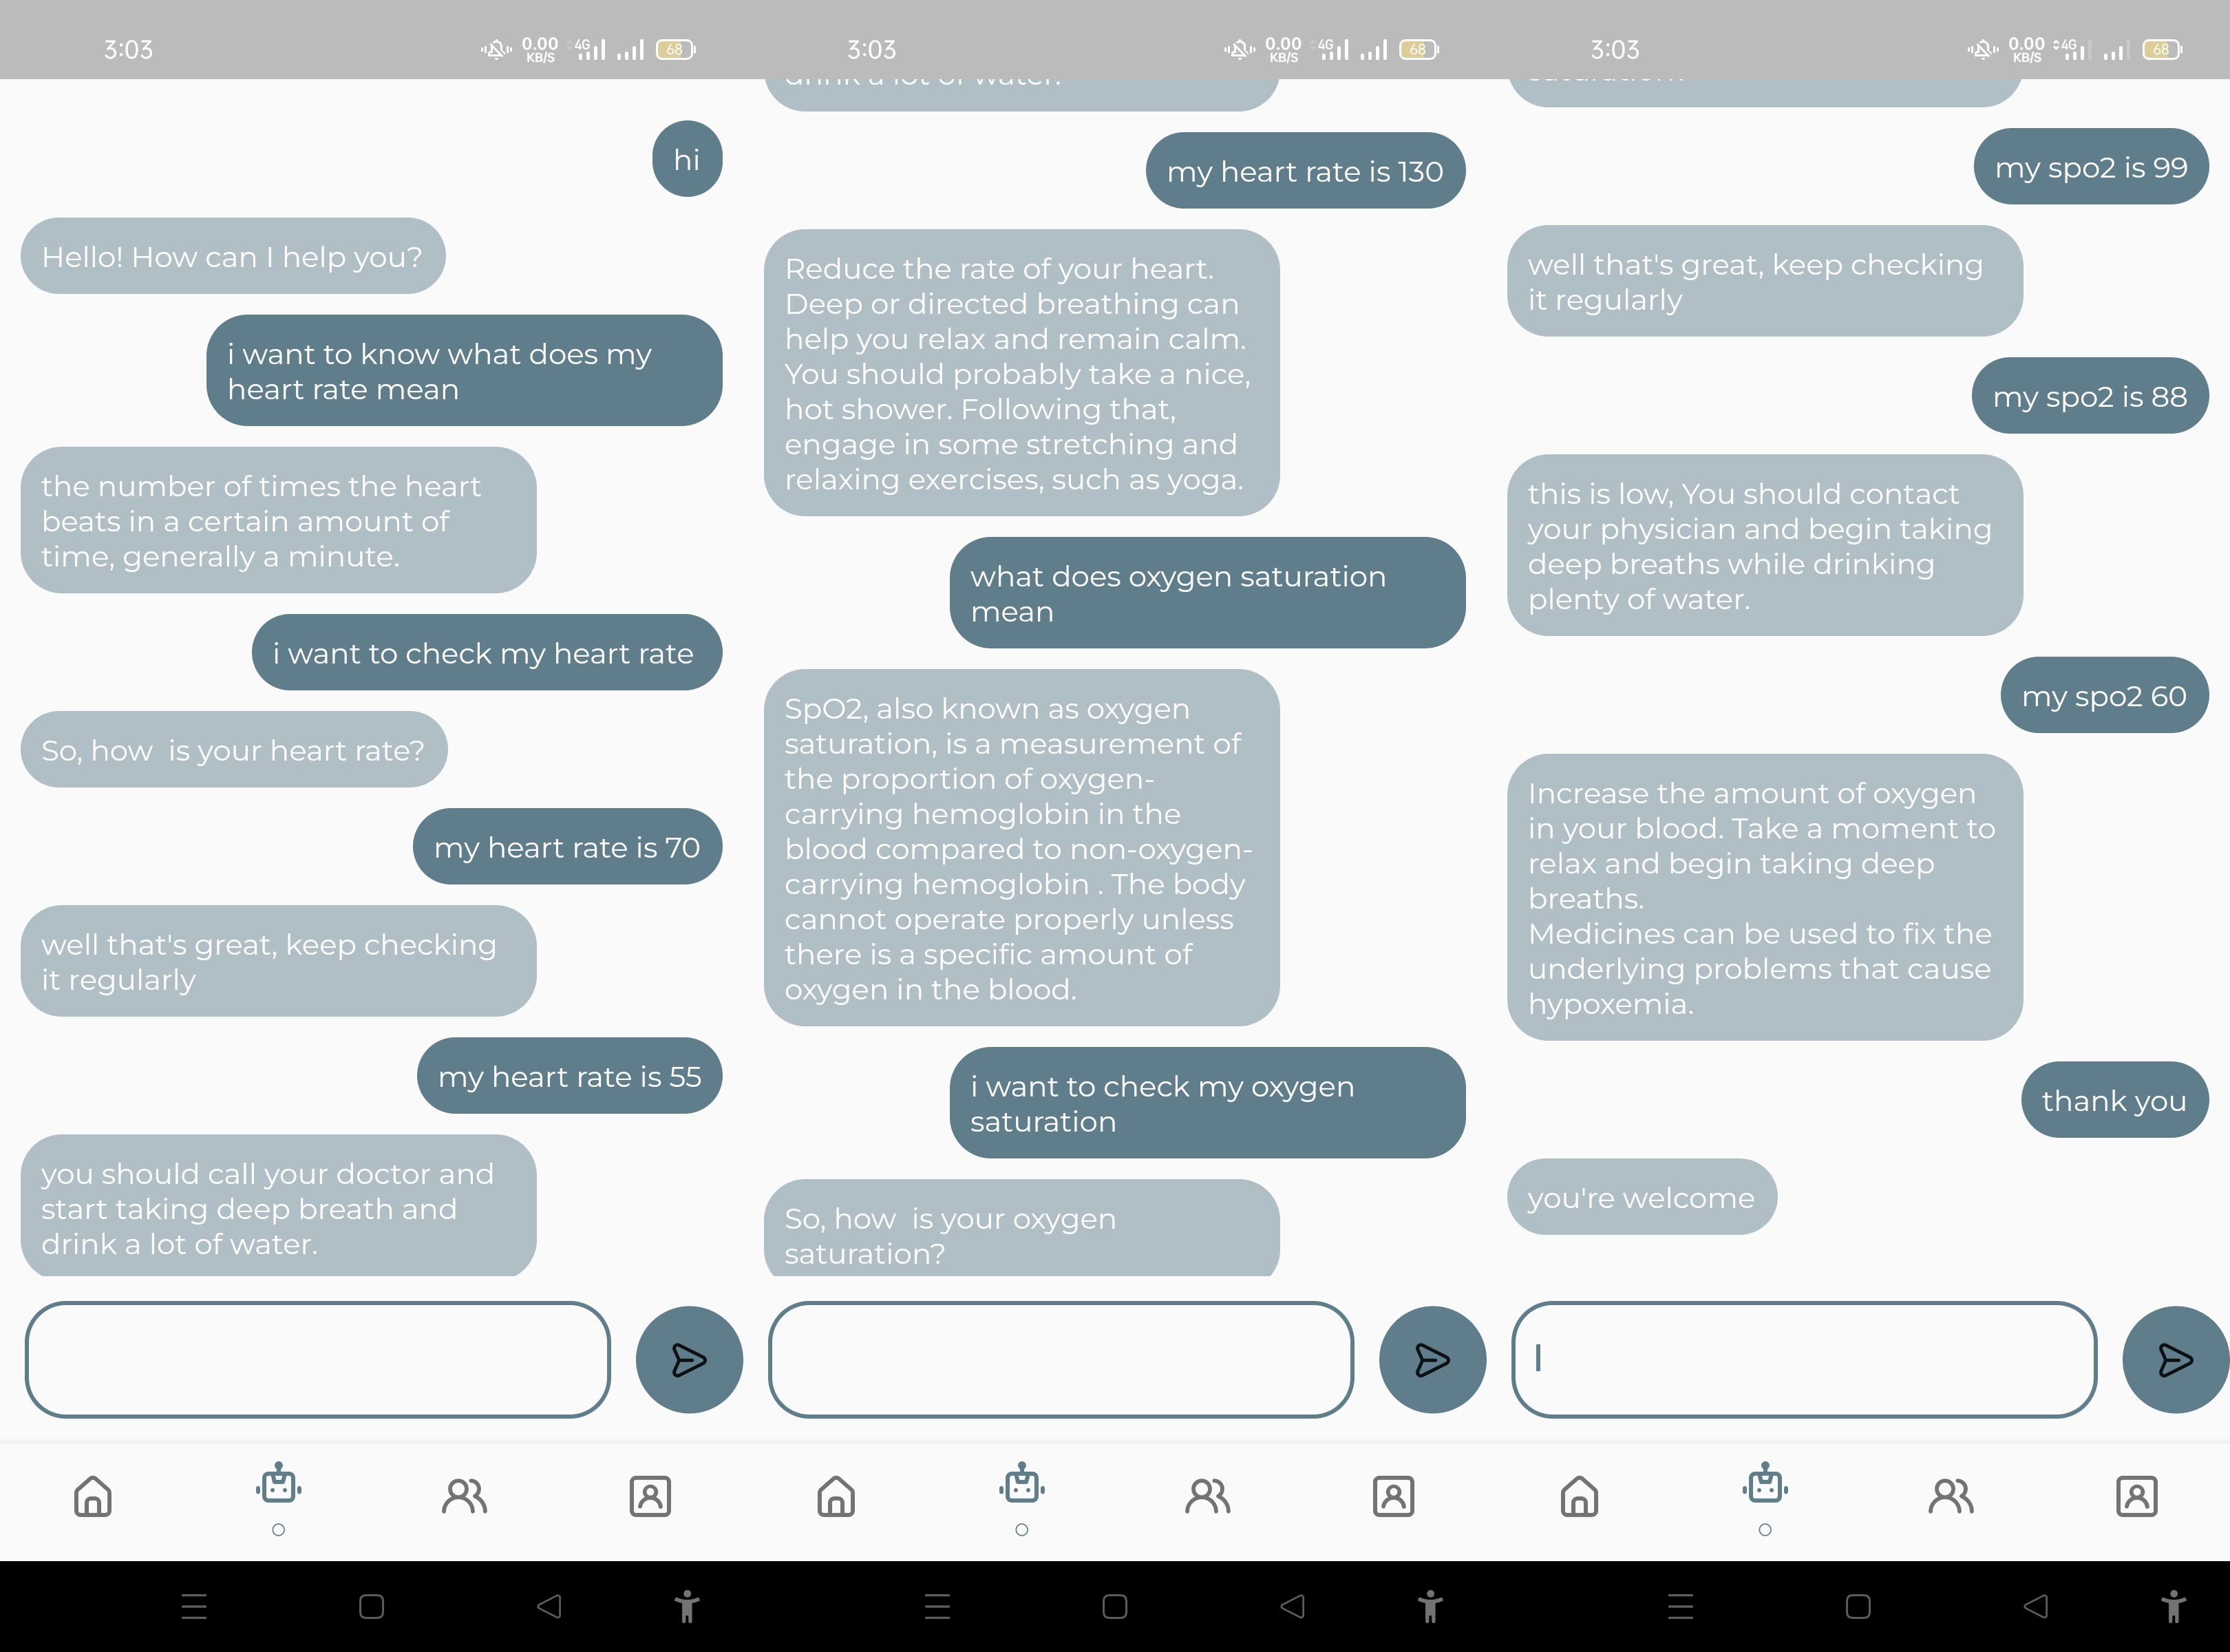 3:03
0.00
KB/S
4G
68
hi
Hello! How can I help you?
i want to know what does my
heart rate mean
the number of times the heart
beats in a certain amount of
time, generally a minute.
i want to check my heart rate
So, how  is your heart rate?
my heart rate is 70
well that's great, keep checking
it regularly
my heart rate is 55
you should call your doctor and
start taking deep breath and
drink a lot of water.
3:03
0.00
KB/S
4G
68
drink a lot of water.
my heart rate is 130
Reduce the rate of your heart.
Deep or directed breathing can
help you relax and remain calm.
You should probably take a nice,
hot shower. Following that,
engage in some stretching and
relaxing exercises, such as yoga.
what does oxygen saturation
mean
SpO2, also known as oxygen
saturation, is a measurement of
the proportion of oxygen-
carrying hemoglobin in the
blood compared to non-oxygen-
carrying hemoglobin . The body
cannot operate properly unless
there is a specific amount of
oxygen in the blood.
i want to check my oxygen
saturation
So, how  is your oxygen
saturation?
3:03
0.00
KB/S
4G
68
saturation?
my spo2 is 99
well that's great, keep checking
it regularly
my spo2 is 88
this is low, You should contact
your physician and begin taking
deep breaths while drinking
plenty of water.
my spo2 60
Increase the amount of oxygen
in your blood. Take a moment to
relax and begin taking deep
breaths.
Medicines can be used to fix the
underlying problems that cause
hypoxemia.
thank you
you're welcome